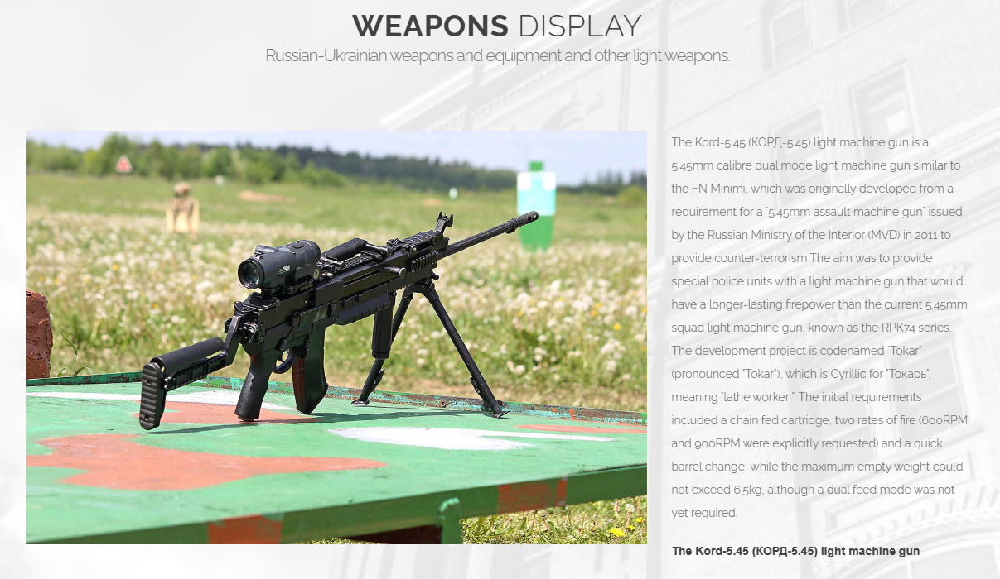 WEAPONS DISPLAY
Russian-Ukrainian weapons and equipment and other light weapons.
The Kord-5.45 (КОРД-5.45) light machine gun is a
5.45mm calibre dual mode light machine gun similar to
the FN Minimi, which was originally developed from a
requirement for a "5.45mm assault machine gun" issued
by the Russian Ministry of the Interior (MVD) in 2011 to
provide counter-terrorism The aim was to provide
special police units with a light machine gun that would
have a longer-lasting firepower than the current 5.45mm
squad light machine gun, known as the RPK74 series.
The development project is codenamed "Tokar"
(pronounced "Tokar"), which is Cyrillic for "Токарь",
meaning "lathe worker ". The initial requirements
included a chain fed cartridge, two rates of fire (600RPM
and 900RPM were explicitly requested) and a quick
barrel change, while the maximum empty weight could
not exceed 6.5kg, although a dual feed mode was not
yet required.
The Kord-5.45 (КОРД-5.45) light machine gun